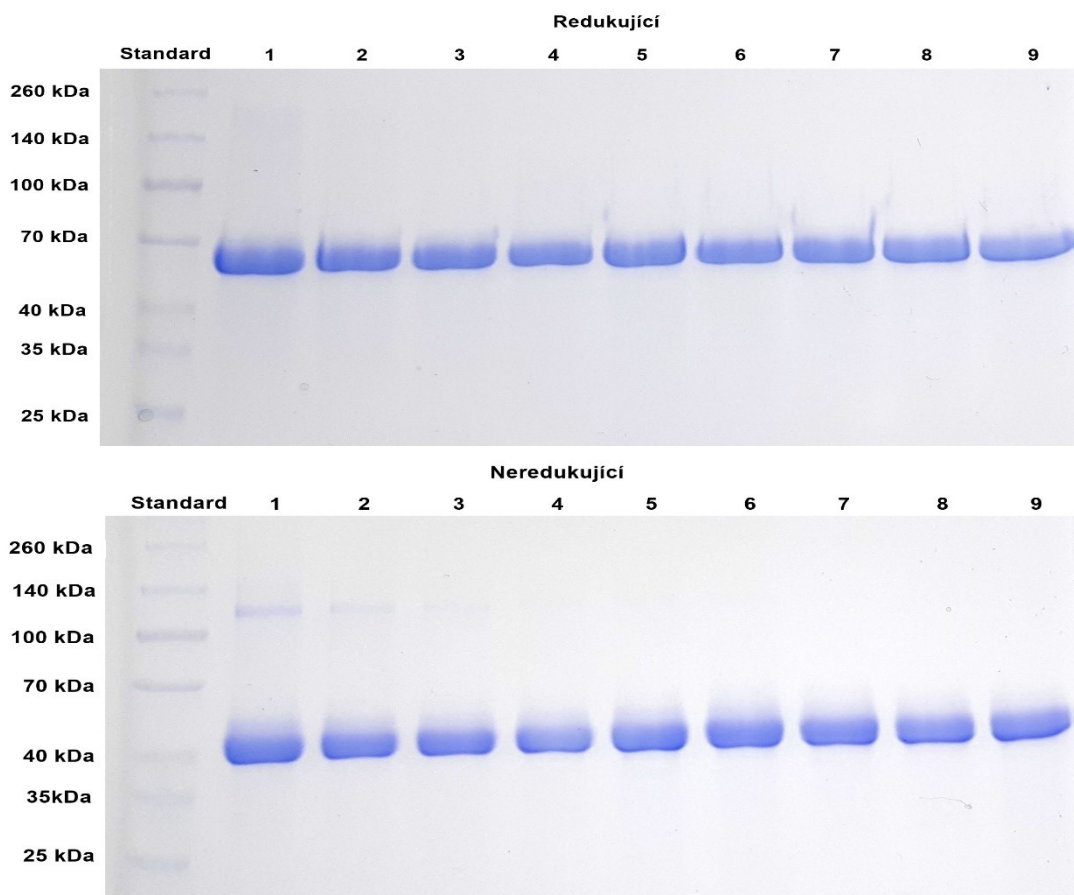 Redukující
Standard 1 2 3 4 5 6 7 8 9
260 kDa
140 kDa
100 kDa
70 kDa
40 kDa
35 kDa
25 kDa
Neredukující
Standard 1 2 3 4 5 6 7 8 9
260 kDa
140 kDa
100 kDa
70 kDa
40 kDa
35kDa
25 kDa